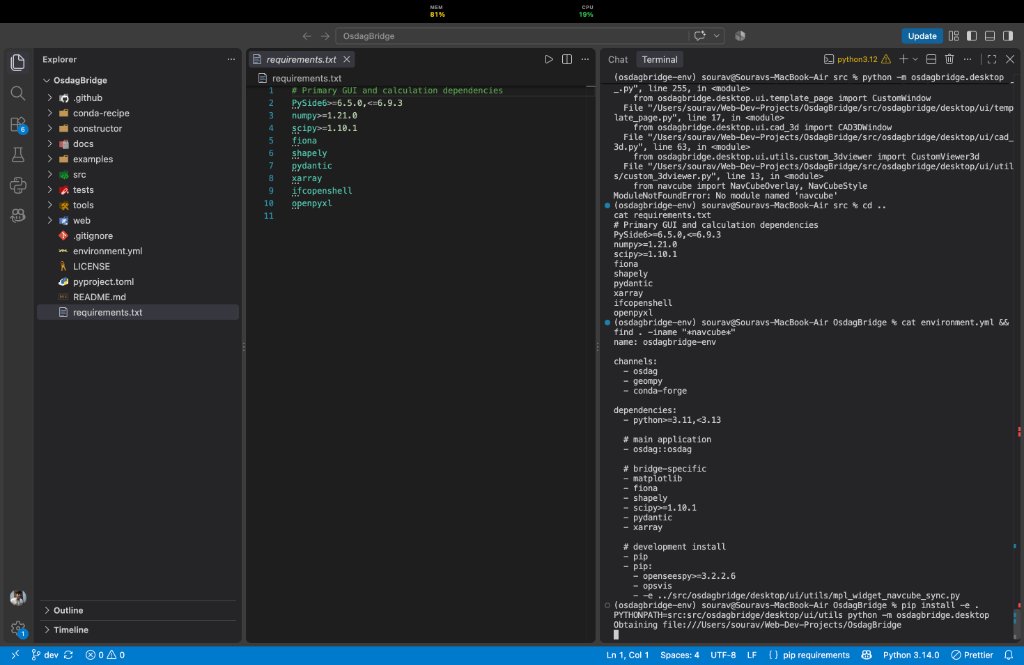 MEM
81%
CPU
19%
OsdagBridge
Update
Explorer
OsdagBridge
.github
conda-recipe
constructor
docs
examples
src
tests
tools
web
.gitignore
environment.yml
LICENSE
pyproject.toml
README.md
requirements.txt
Outline
Timeline
6
1
requirements.txt
requirements.txt
1 # Primary GUI and calculation dependencies
2 PySide6>=6.5.0,<=6.9.3
3 numpy>=1.21.0
4 scipy>=1.10.1
5 fiona
6 shapely
7 pydantic
8 xarray
9 ifcopenshell
10 openpyxl
11
Chat Terminal
python3.12
(osdagbridge-env) sourav@Souravs-MacBook-Air src % python -m osdagbridge.desktop
__.py", line 255, in <module>
from osdagbridge.desktop.ui.template_page import CustomWindow
File "/Users/sourav/Web-Dev-Projects/OsdagBridge/src/osdagbridge/desktop/ui/temp
late_page.py", line 17, in <module>
from osdagbridge.desktop.ui.cad_3d import CAD3DWindow
File "/Users/sourav/Web-Dev-Projects/OsdagBridge/src/osdagbridge/desktop/ui/cad_
3d.py", line 63, in <module>
from osdagbridge.desktop.ui.utils.custom_3dviewer import CustomViewer3d
File "/Users/sourav/Web-Dev-Projects/OsdagBridge/src/osdagbridge/desktop/ui/util
s/custom_3dviewer.py", line 13, in <module>
from navcube import NavCubeOverlay, NavCubeStyle
ModuleNotFoundError: No module named 'navcube'
(osdagbridge-env) sourav@Souravs-MacBook-Air src % cd ..
cat requirements.txt
# Primary GUI and calculation dependencies
PySide6>=6.5.0,<=6.9.3
numpy>=1.21.0
scipy>=1.10.1
fiona
shapely
pydantic
xarray
ifcopenshell
openpyxl
(osdagbridge-env) sourav@Souravs-MacBook-Air OsdagBridge % cat environment.yml &&
find . -iname "*navcube*"
name: osdagbridge-env
channels:
- osdag
- geompy
- conda-forge
dependencies:
- python>=3.11,<3.13
# main application
- osdag::osdag
# bridge-specific
- matplotlib
- fiona
- shapely
- scipy>=1.10.1
- pydantic
- xarray
# development install
- pip
- pip:
- openseespy>=3.2.2.6
- opsvis
- -e ../src/osdagbridge/desktop/ui/utils/mpl_widget_navcube_sync.py
(osdagbridge-env) sourav@Souravs-MacBook-Air OsdagBridge % pip install -e .
PYTHONPATH=src:src/osdagbridge/desktop/ui/utils python -m osdagbridge.desktop
Obtaining file:///Users/sourav/Web-Dev-Projects/OsdagBridge
dev
0
0
Ln 1, Col 1
Spaces: 4
UTF-8
LF
{} pip requirements
Python 3.14.0
Prettier